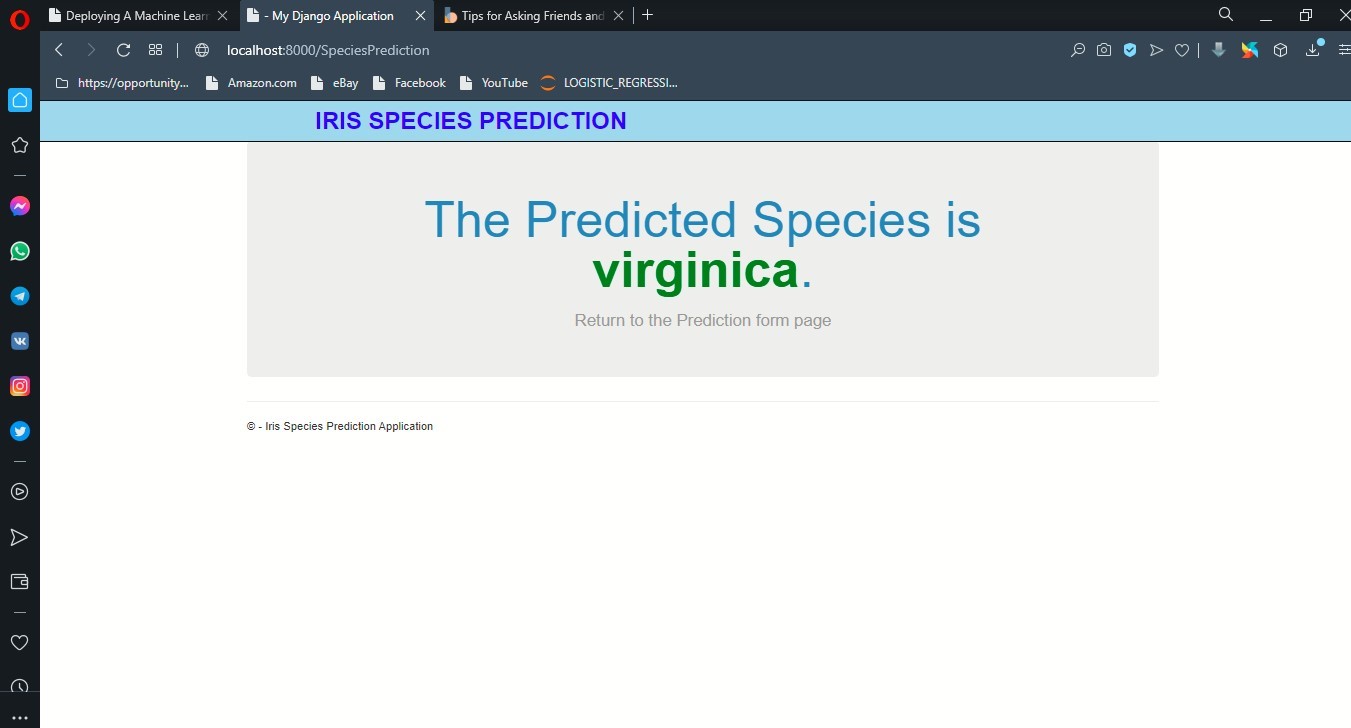 Deploying A Machine Lear
- My Django Application
Tips for Asking Friends and
localhost:8000/SpeciesPrediction
https://opportunity...
Amazon.com
eBay
Facebook
YouTube
LOGISTIC_REGRESSI...
IRIS SPECIES PREDICTION
The Predicted Species is
virginica.
Return to the Prediction form page
© - Iris Species Prediction Application